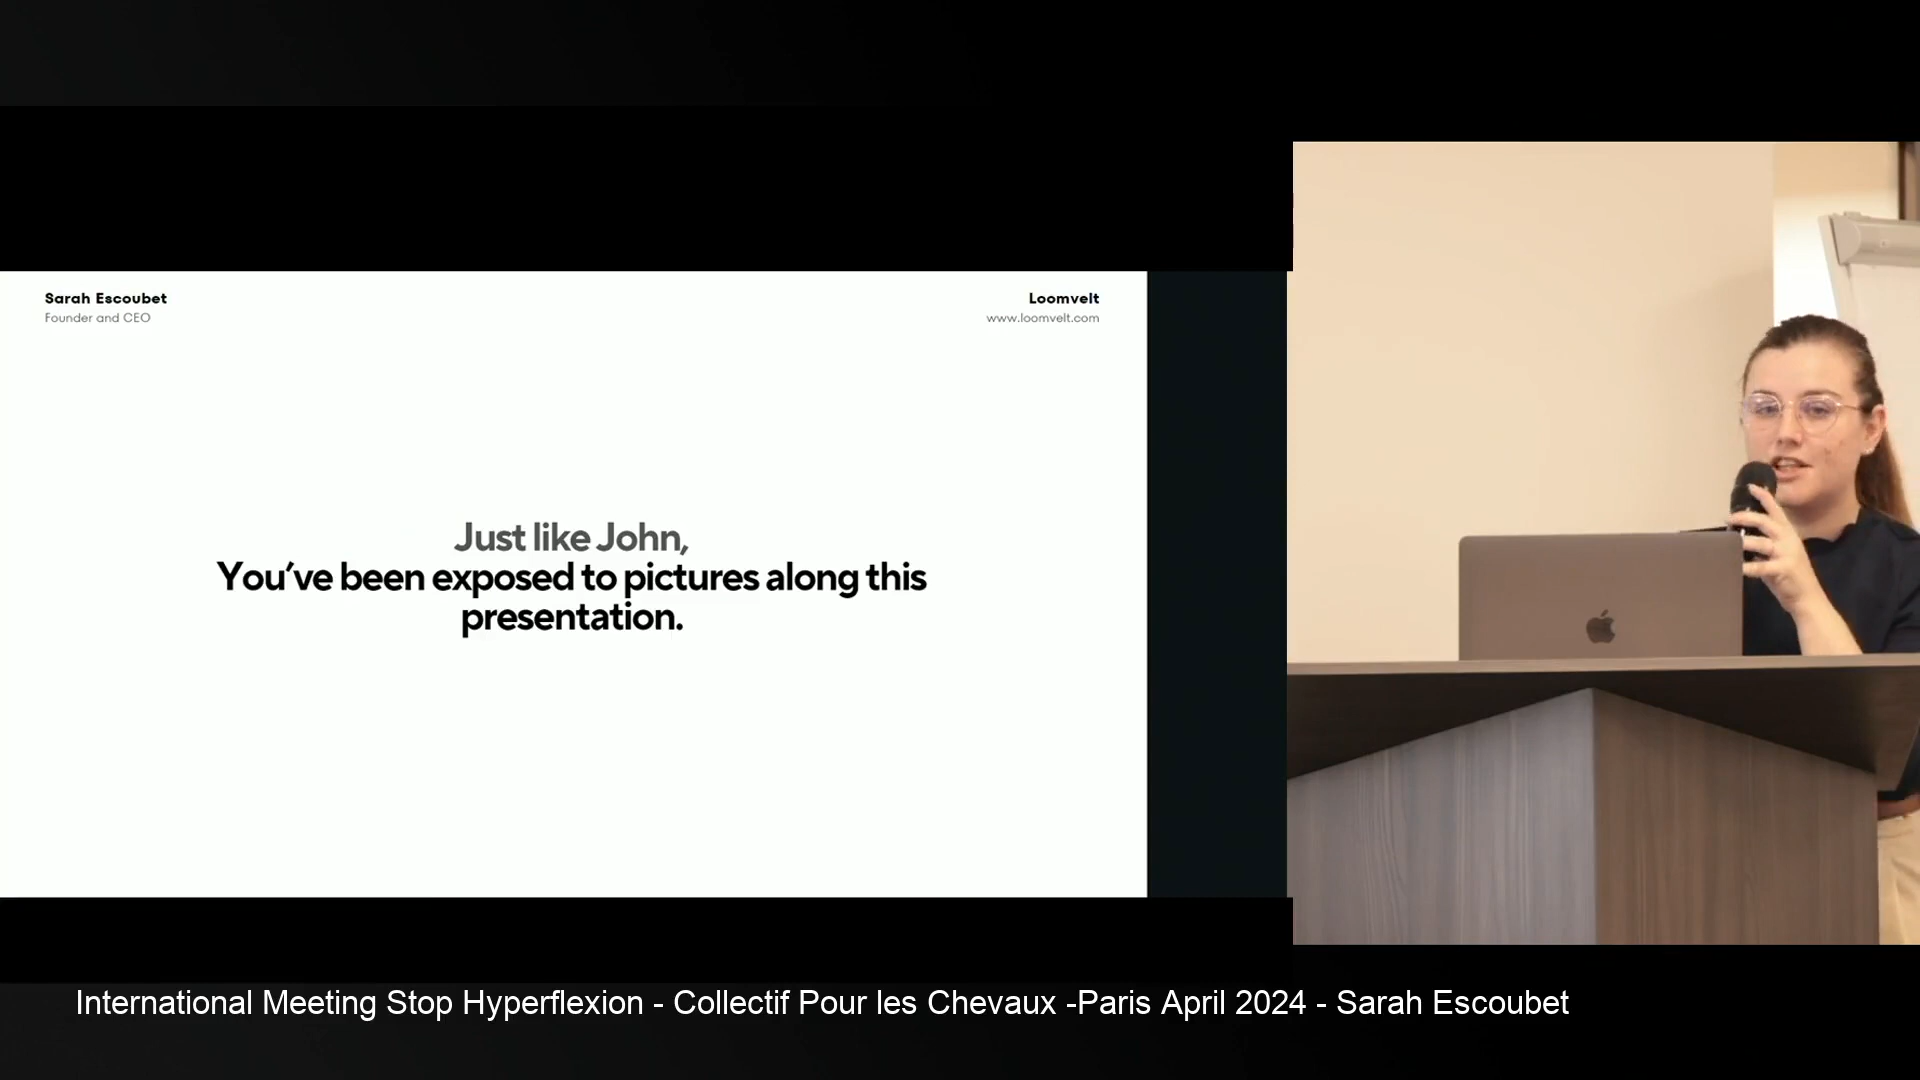 Sarah Escoubet
Founder and CEO
Loomvelt
www.loomvelt.com
Just like John,
You’ve been exposed to pictures along this
presentation.
International Meeting Stop Hyperflexion - Collectif Pour les Chevaux -Paris April 2024 - Sarah Escoubet